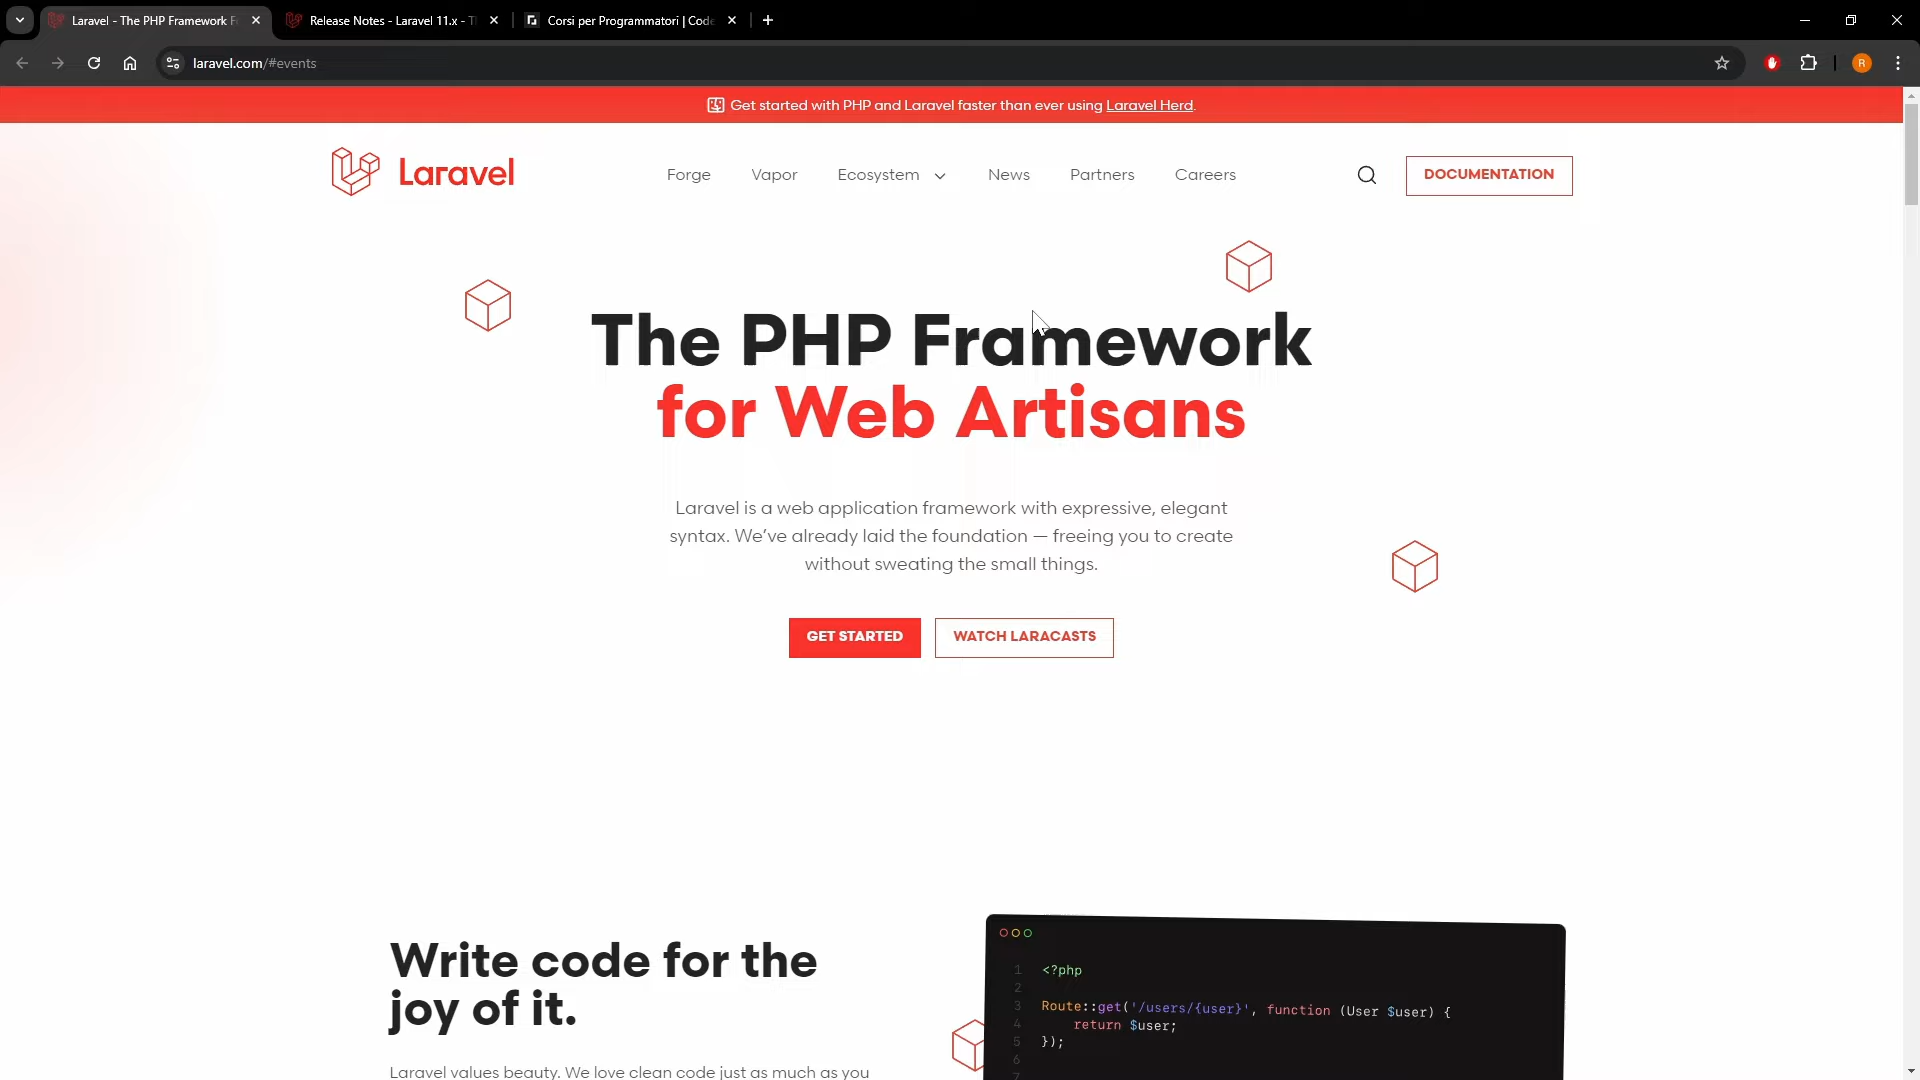 Laravel - The PHP Framework F
Release Notes - Laravel 11.x - T
Corsi per Programmatori | Code
laravel.com/#events
R
Get started with PHP and Laravel faster than ever using Laravel Herd.
Laravel
Forge
Vapor
Ecosystem
News
Partners
Careers
DOCUMENTATION
The PHP Framework
for Web Artisans
Laravel is a web application framework with expressive, elegant
syntax. We've already laid the foundation — freeing you to create
without sweating the small things.
GET STARTED
WATCH LARACASTS
Write code for the
joy of it.
Laravel values beauty. We love clean code just as much as you
1 <?php
2
3 Route::get('/users/{user}', function (User $user) {
4 return $user;
5 });
6
7